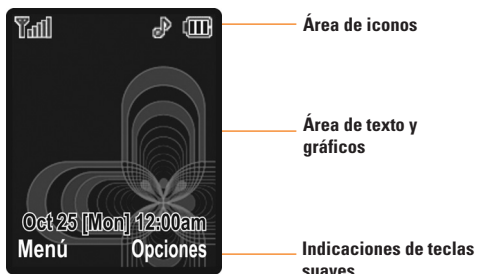 Área de iconos
Área de texto y
gráficos
Oct 25 [Mon] 12:00am
Menú Opciones
Indicaciones de teclas
suaves